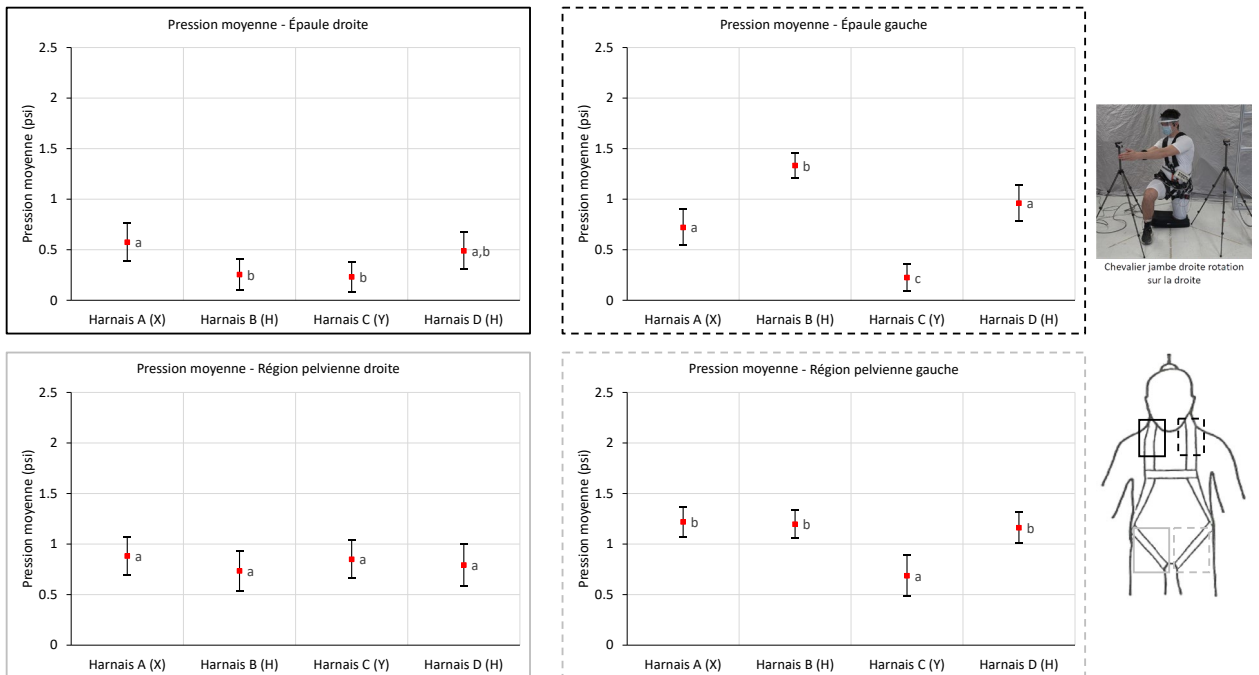 Pression moyenne - Épaule droite
Pression moyenne (psi)
2.5
2
1.5
1
0.5
0
a
b
b
a,b
Harnais A (X)
Harnais B (H)
Harnais C (Y)
Harnais D (H)
Pression moyenne - Épaule gauche
Pression moyenne (psi)
2.5
2
1.5
1
0.5
0
a
b
c
a
Harnais A (X)
Harnais B (H)
Harnais C (Y)
Harnais D (H)
Chevalier jambe droite rotation
sur la droite
Pression moyenne - Région pelvienne droite
Pression moyenne (psi)
2.5
2
1.5
1
0.5
0
a
a
a
a
Harnais A (X)
Harnais B (H)
Harnais C (Y)
Harnais D (H)
Pression moyenne - Région pelvienne gauche
Pression moyenne (psi)
2.5
2
1.5
1
0.5
0
b
b
a
b
Harnais A (X)
Harnais B (H)
Harnais C (Y)
Harnais D (H)